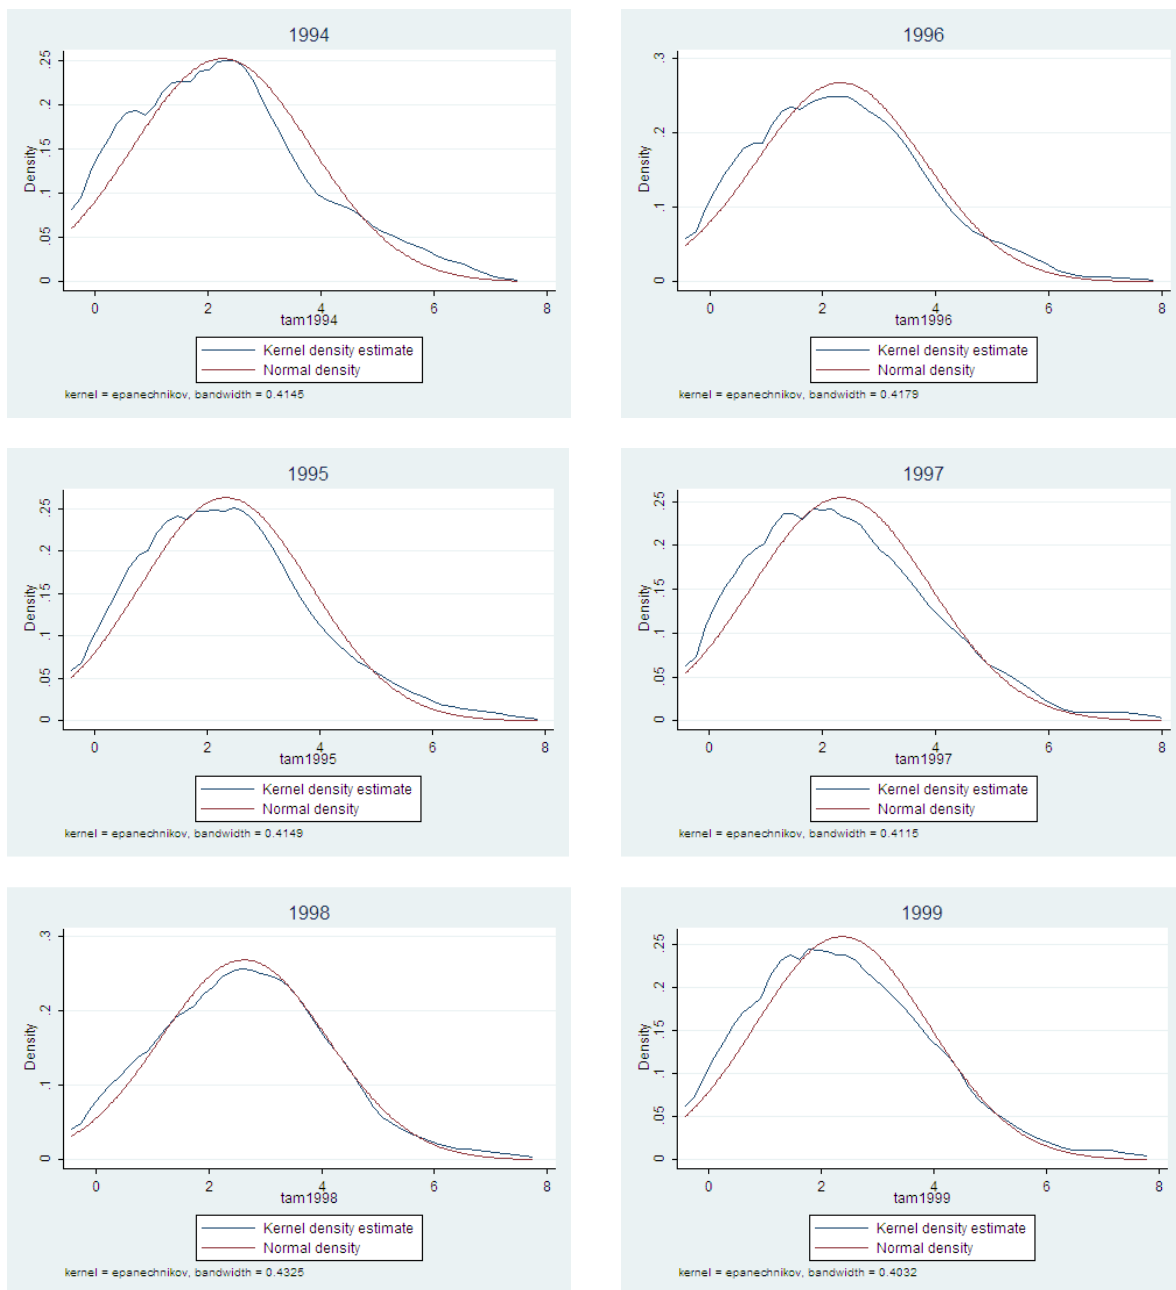 1994
.25
.2
.15
.1
.05
0
Density
0 2 4 6 8
tam1994
Kernel density estimate
Normal density
kernel = epanechnikov, bandwidth = 0.4145
1996
.3
.2
.1
0
Density
0 2 4 6 8
tam1996
Kernel density estimate
Normal density
kernel = epanechnikov, bandwidth = 0.4179
1995
.25
.2
.15
.1
.05
0
Density
0 2 4 6 8
tam1995
Kernel density estimate
Normal density
kernel = epanechnikov, bandwidth = 0.4149
1997
.25
.2
.15
.1
.05
0
Density
0 2 4 6 8
tam1997
Kernel density estimate
Normal density
kernel = epanechnikov, bandwidth = 0.4115
1998
.3
.2
.1
0
Density
0 2 4 6 8
tam1998
Kernel density estimate
Normal density
kernel = epanechnikov, bandwidth = 0.4325
1999
.25
.2
.15
.1
.05
0
Density
0 2 4 6 8
tam1999
Kernel density estimate
Normal density
kernel = epanechnikov, bandwidth = 0.4032